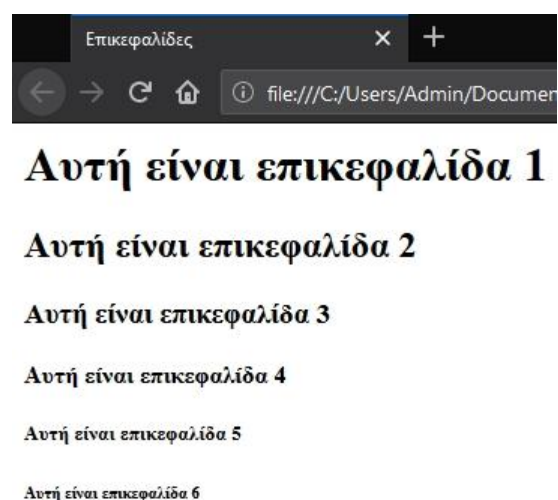 Επικεφαλίδες
file:///C:/Users/Admin/Documen
Αυτή είναι επικεφαλίδα 1
Αυτή είναι επικεφαλίδα 2
Αυτή είναι επικεφαλίδα 3
Αυτή είναι επικεφαλίδα 4
Αυτή είναι επικεφαλίδα 5
Αυτή είναι επικεφαλίδα 6